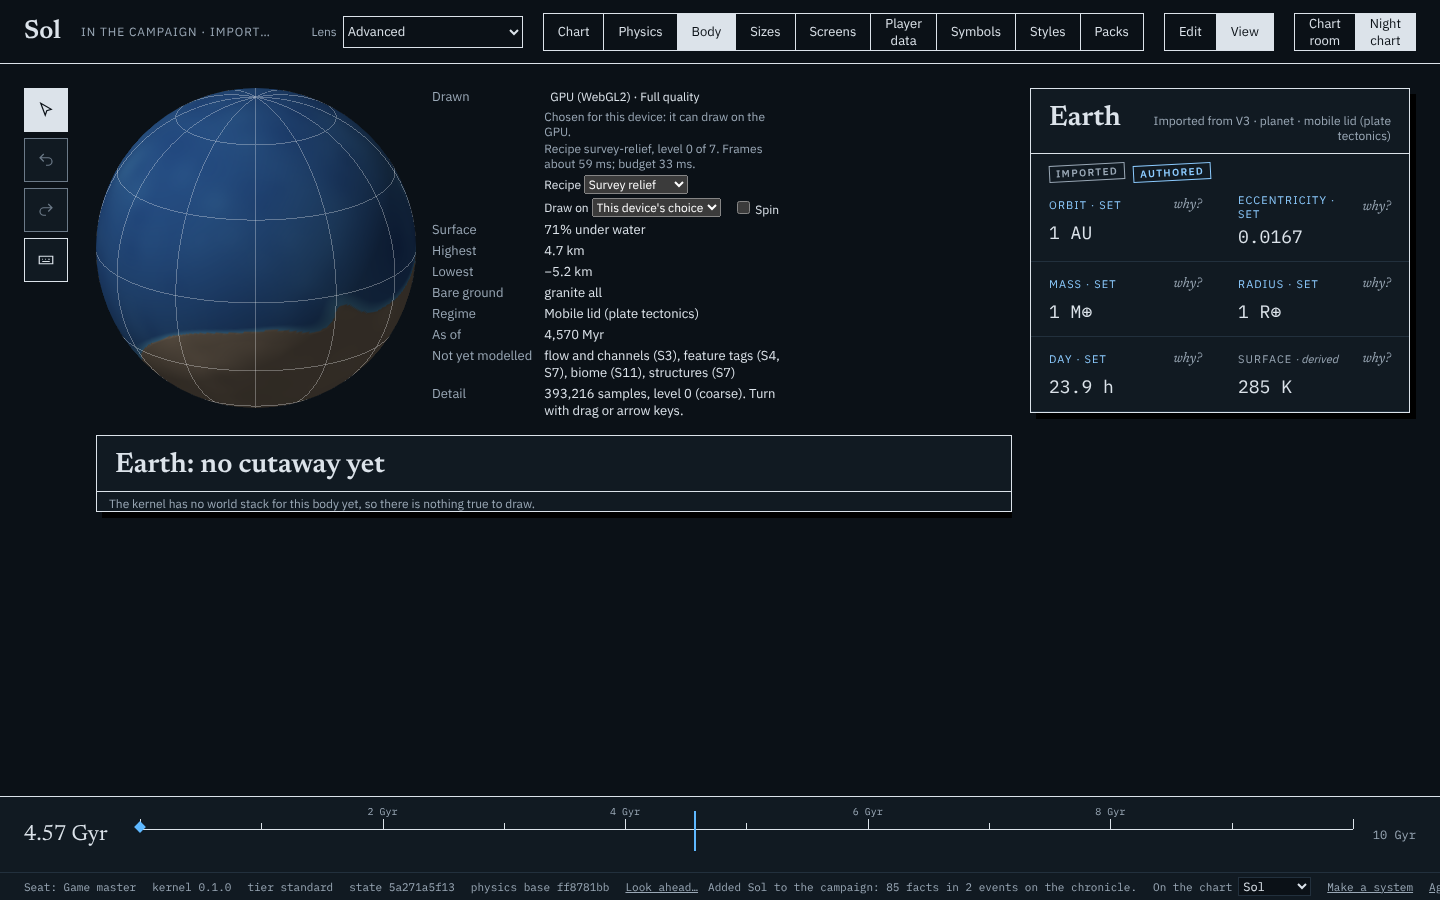 Sol
IN THE CAMPAIGN · IMPORT…
Lens
Advanced
Chart
Physics
Body
Sizes
Screens
Player data
Symbols
Styles
Packs
Edit
View
Chart room
Night chart
Drawn
GPU (WebGL2) · Full quality
Chosen for this device: it can draw on the
GPU.
Recipe survey-relief, level 0 of 7. Frames
about 59 ms; budget 33 ms.
Recipe Survey relief
Draw on This device's choice Spin
Surface 71% under water
Highest 4.7 km
Lowest −5.2 km
Bare ground granite all
Regime Mobile lid (plate tectonics)
As of 4,570 Myr
Not yet modelled flow and channels (S3), feature tags (S4,
S7), biome (S11), structures (S7)
Detail 393,216 samples, level 0 (coarse). Turn
with drag or arrow keys.
Earth: no cutaway yet
The kernel has no world stack for this body yet, so there is nothing true to draw.
Earth
Imported from V3 · planet · mobile lid (plate
tectonics)
IMPORTED AUTHORED
ORBIT · SET why?
1 AU
ECCENTRICITY ·
SET why?
0.0167
MASS · SET why?
1 M⊕
RADIUS · SET why?
1 R⊕
DAY · SET why?
23.9 h
SURFACE · derived why?
285 K
4.57 Gyr
2 Gyr
4 Gyr
6 Gyr
8 Gyr
10 Gyr
Seat: Game master kernel 0.1.0 tier standard state 5a271a5f13 physics base ff8781bb Look ahead… Added Sol to the campaign: 85 facts in 2 events on the chronicle. On the chart Sol Make a system